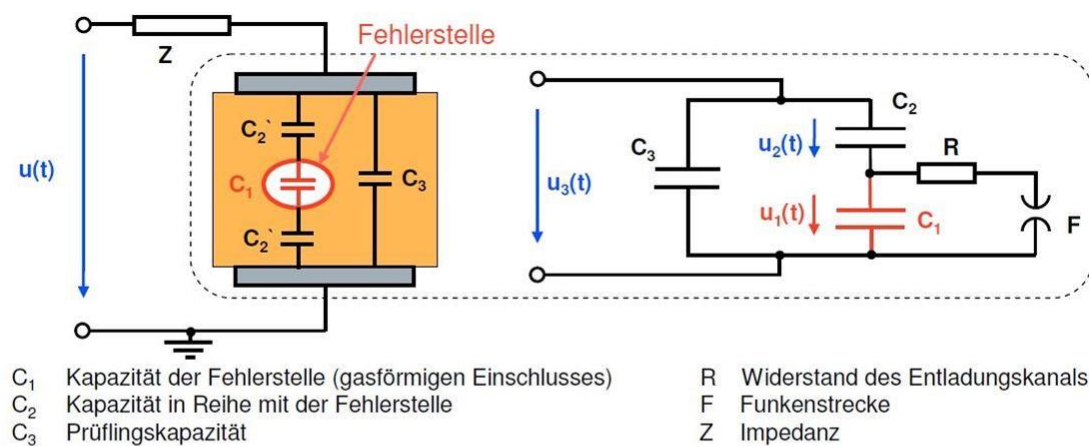 Fehlerstelle
Z
u(t)
C₂`
C₁
C₃
C₂`
u₃(t)
C₃
C₂
u₂(t)
R
u₁(t)
C₁
F
C₁ Kapazität der Fehlerstelle (gasförmigen Einschlusses)
C₂ Kapazität in Reihe mit der Fehlerstelle
C₃ Prüflingskapazität
R Widerstand des Entladungskanals
F Funkenstrecke
Z Impedanz